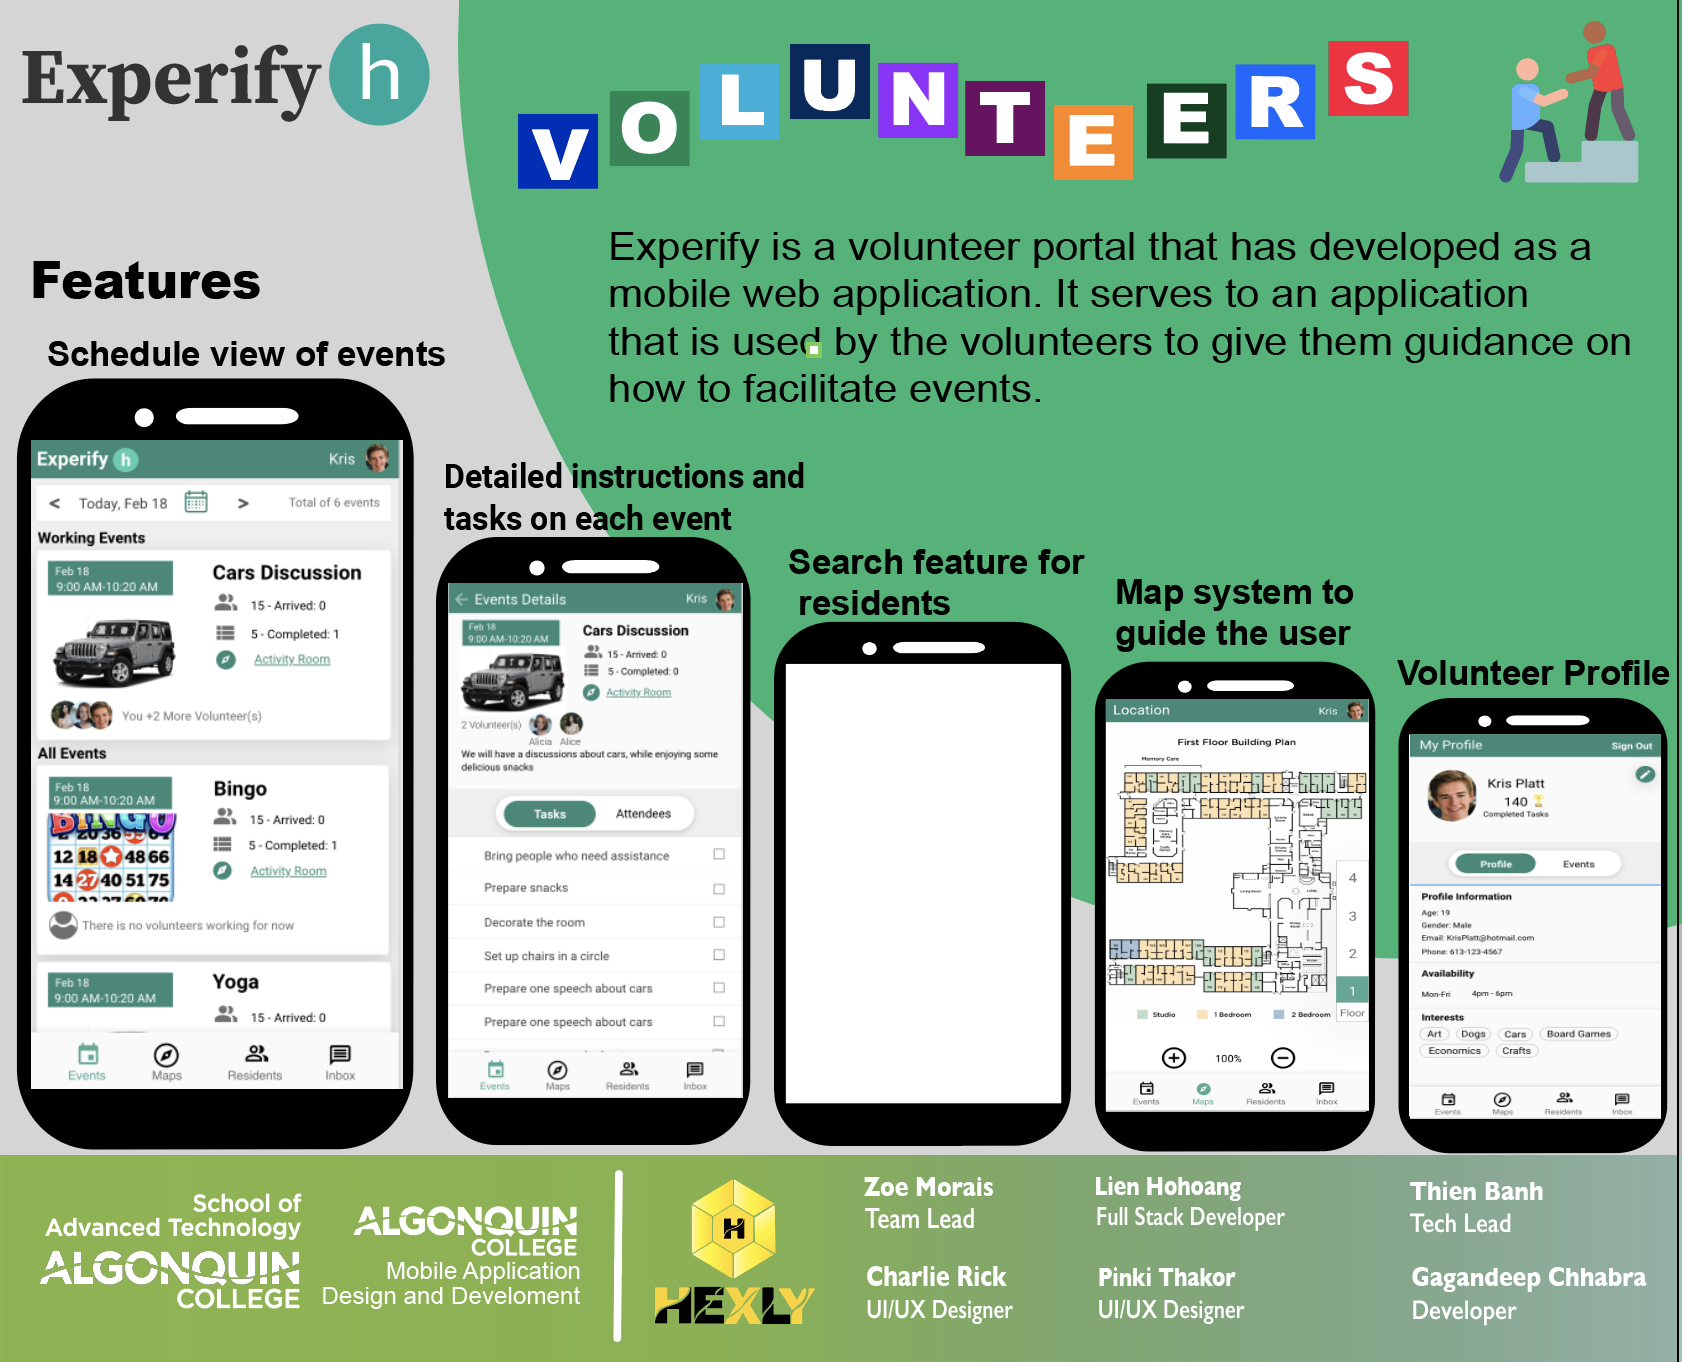 Experify h
VOLUNTEERS
Experify is a volunteer portal that has developed as a
mobile web application. It serves to an application
that is used by the volunteers to give them guidance on
how to facilitate events.
Features
Schedule view of events
Experify h
Kris
< Today, Feb 18 >
Total of 6 events
Working Events
Feb 18
9:00 AM-10:20 AM
Cars Discussion
15 - Arrived: 0
5 - Completed: 1
Activity Room
You +2 More Volunteer(s)
All Events
Feb 18
9:00 AM-10:20 AM
Bingo
15 - Arrived: 0
5 - Completed: 1
Activity Room
BINGO
12 18 48 66
14 27 40 51 75
There is no volunteers working for now
Feb 18
9:00 AM-10:20 AM
Yoga
15 - Arrived: 0
Events
Maps
Residents
Inbox
Detailed instructions and
tasks on each event
Events Details
Kris
Feb 18
9:00 AM-10:20 AM
Cars Discussion
15 - Arrived: 0
5 - Completed: 0
Activity Room
2 Volunteer(s)
Alicia
Alice
We will have a discussions about cars, while enjoying some
delicious snacks
Tasks
Attendees
Bring people who need assistance
Prepare snacks
Decorate the room
Set up chairs in a circle
Prepare one speech about cars
Prepare one speech about cars
Events
Maps
Residents
Inbox
Search feature for
residents
Map system to
guide the user
Location
Kris
First Floor Building Plan
Memory Care
4
3
2
1
Floor
Studio
1 Bedroom
2 Bedroom
100%
Events
Maps
Residents
Inbox
Volunteer Profile
My Profile
Sign Out
Kris Platt
140
Completed Tasks
Profile
Events
Profile Information
Age: 19
Gender: Male
Email: KrisPlatt@hotmail.com
Phone: 613-123-4567
Availability
Mon-Fri 4pm - 6pm
Interests
Art Dogs Cars Board Games
Economics Crafts
Events
Maps
Residents
Inbox
School of
Advanced Technology
ALGONQUIN
COLLEGE
ALGONQUIN
COLLEGE
Mobile Application
Design and Develoment
H
HEXLY
Zoe Morais
Team Lead
Charlie Rick
UI/UX Designer
Lien Hohoang
Full Stack Developer
Pinki Thakor
UI/UX Designer
Thien Banh
Tech Lead
Gagandeep Chhabra
Developer